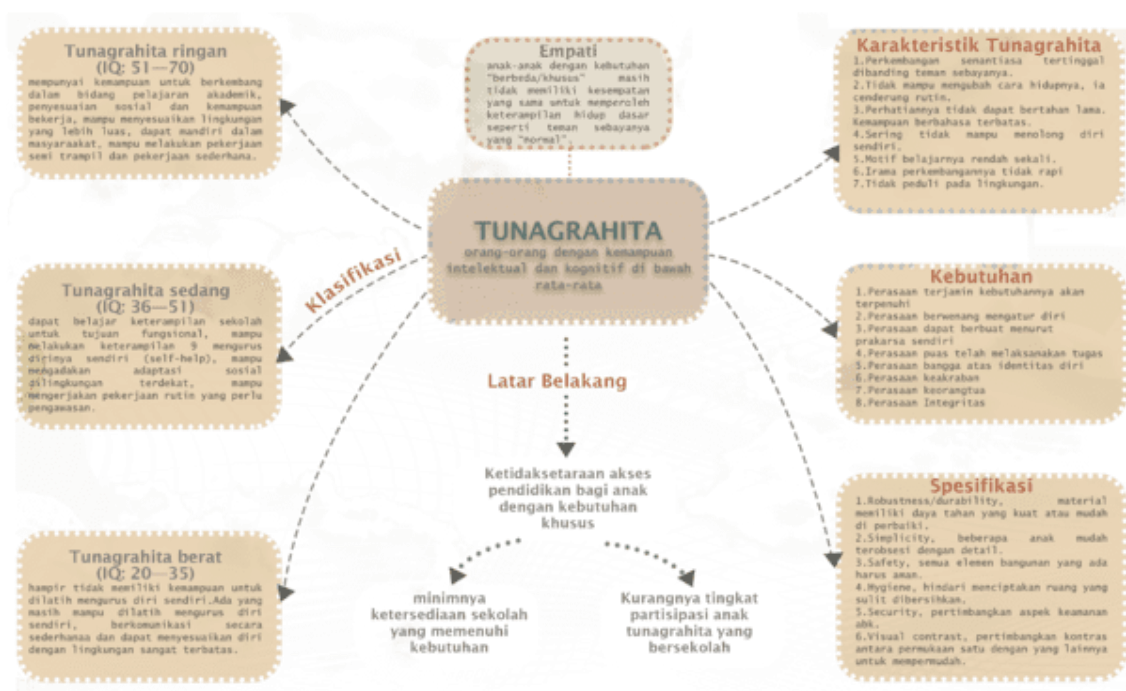 Tunagrahita ringan
(IQ: 51—70)
mempunyai kemampuan untuk berkembang
dalam bidang pelajaran akademik,
penyesuaian sosial dan kemampuan
bekerja, mampu menyesuaikan lingkungan
yang lebih luas, dapat mandiri dalam
masyaraakat, mampu melakukan pekerjaan
semi trampil dan pekerjaan sederhana.
Empati
anak-anak dengan kebutuhan
"berbeda/khusus" masih
tidak memiliki kesempatan
yang sama untuk memperoleh
keterampilan hidup dasar
seperti teman sebayanya
yang "normal".
Karakteristik Tunagrahita
1.Perkembangan senantiasa tertinggal
dibanding teman sebayanya.
2.Tidak mampu mengubah cara hidupnya, ia
cenderung rutin.
3.Perhatiannya tidak dapat bertahan lama.
Kemampuan berbahasa terbatas.
4.Sering tidak mampu menolong diri
sendiri.
5.Motif belajarnya rendah sekali.
6.Irama perkembangannya tidak rapi
7.Tidak peduli pada lingkungan.
TUNAGRAHITA
orang-orang dengan kemampuan
intelektual dan kognitif di bawah
rata-rata
Klasifikasi
Tunagrahita sedang
(IQ: 36—51)
dapat belajar keterampilan sekolah
untuk tujuan fungsional, mampu
melakukan keterampilan 9 mengurus
dirinya sendiri (self-help), mampu
mengadakan adaptasi sosial
dilingkungan terdekat, mampu
mengerjakan pekerjaan rutin yang perlu
pengawasan.
Kebutuhan
1.Perasaan terjamin kebutuhannya akan
terpenuhi
2.Perasaan berwenang mengatur diri
3.Perasaan dapat berbuat menurut
prakarsa sendiri
4.Perasaan puas telah melaksanakan tugas
5.Perasaan bangga atas identitas diri
6.Perasaan keakraban
7.Perasaan keorangtua
8.Perasaan Integritas
Latar Belakang
Ketidaksetaraan akses
pendidikan bagi anak
dengan kebutuhan
khusus
minimnya
ketersediaan sekolah
yang memenuhi
kebutuhan
Kurangnya tingkat
partisipasi anak
tunagrahita yang
bersekolah
Tunagrahita berat
(IQ: 20—35)
hampir tidak memiliki kemampuan untuk
dilatih mengurus diri sendiri.Ada yang
masih mampu dilatih mengurus diri
sendiri, berkomunikasi secara
sederhanaa dan dapat menyesuaikan diri
dengan lingkungan sangat terbatas.
Spesifikasi
1.Robustness/durability, material
memiliki daya tahan yang kuat atau mudah
di perbuiki.
2.Simplicity, beberapa anak mudah
terobsesi dengan detail.
3.Safety, semua elemen bangunan yang ada
harus aman.
4.Hygiene, hindari menciptakan ruang yang
sulit dibersihkan.
5.Security, pertimbangkan aspek keamanan
abk.
6.Visual contrast, pertimbangkan kontras
antara permukaan satu dengan yang lainnya
untuk mempermudah.